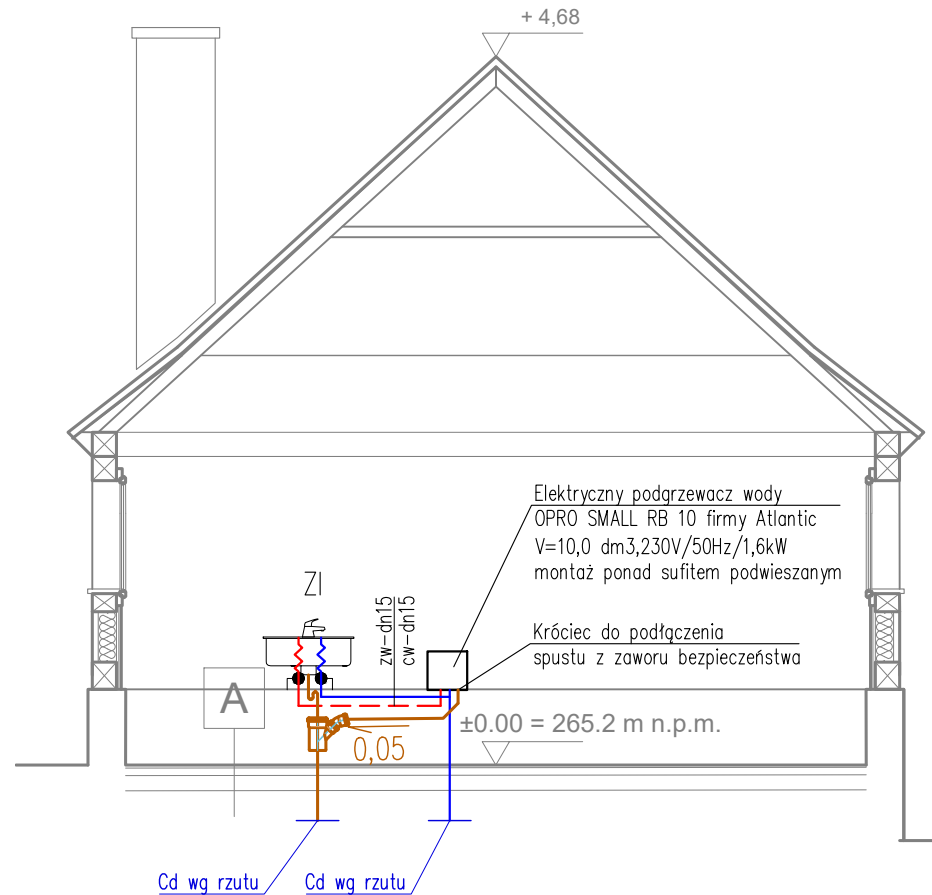 + 4,68
Elektryczny podgrzewacz wody
OPRO SMALL RB 10 firmy Atlantic
V=10,0 dm3,230V/50Hz/1,6kW
montaż ponad sufitem podwieszanym
Zl
zw-dn15
cw-dn15
Króciec do podłączenia
spustu z zaworu bezpieczeństwa
A
±0.00 = 265.2 m n.p.m.
0,05
Cd wg rzutu
Cd wg rzutu